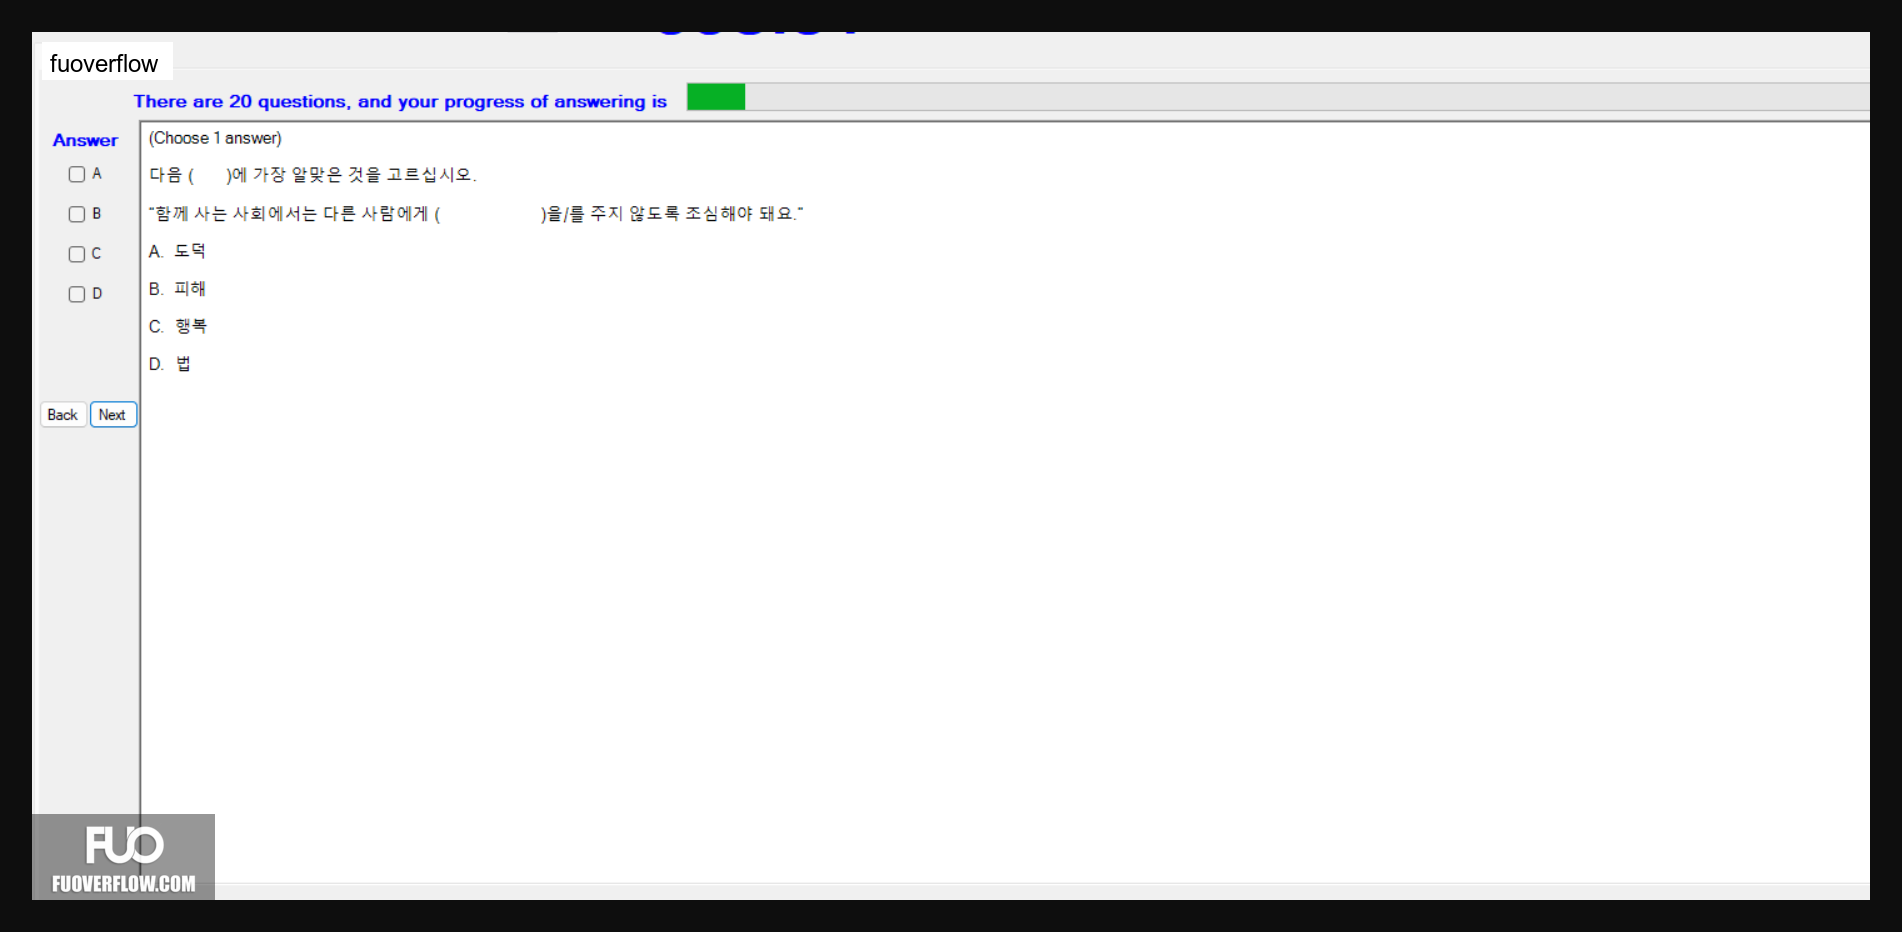 fuoverflow
There are 20 questions, and your progress of answering is
Answer
A
B
C
D
Back
Next
(Choose 1 answer)
다음 (      )에 가장 알맞은 것을 고르십시오.
"함께 사는 사회에서는 다른 사람에게 (                    )을/를 주지 않도록 조심해야 돼요."
A.  도덕
B.  피해
C.  행복
D.  법
FUO
FUOVERFLOW.COM